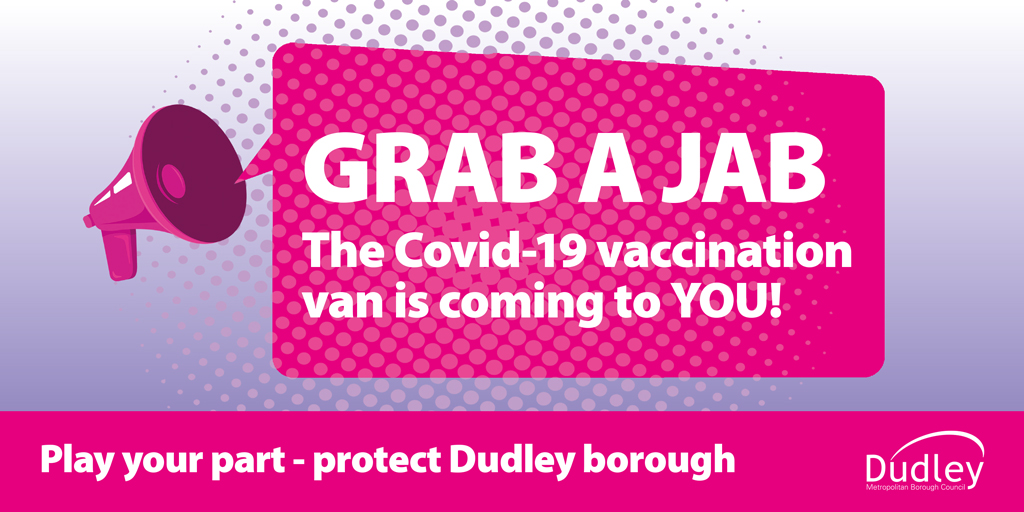 GRAB A JAB
The Covid-19 vaccination
van is coming to YOU!
Play your part - protect Dudley borough
Dudley
Metropolitan Borough Council